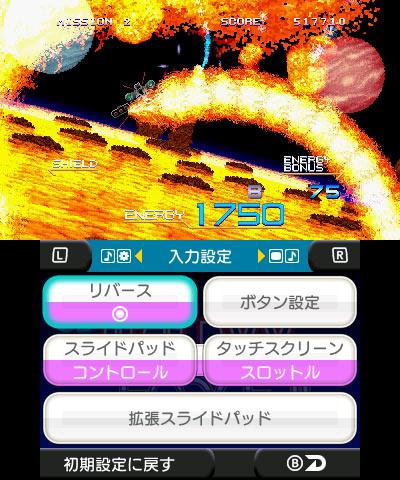 MISSION 2 SCORE 517710
SHIELD
ENERGY
BONUS
8 75
ENERGY 1750
L 入力設定 R
リバース
ボタン設定
スライドパッド
コントロール
タッチスクリーン
スロットル
拡張スライドパッド
初期設定に戻す B